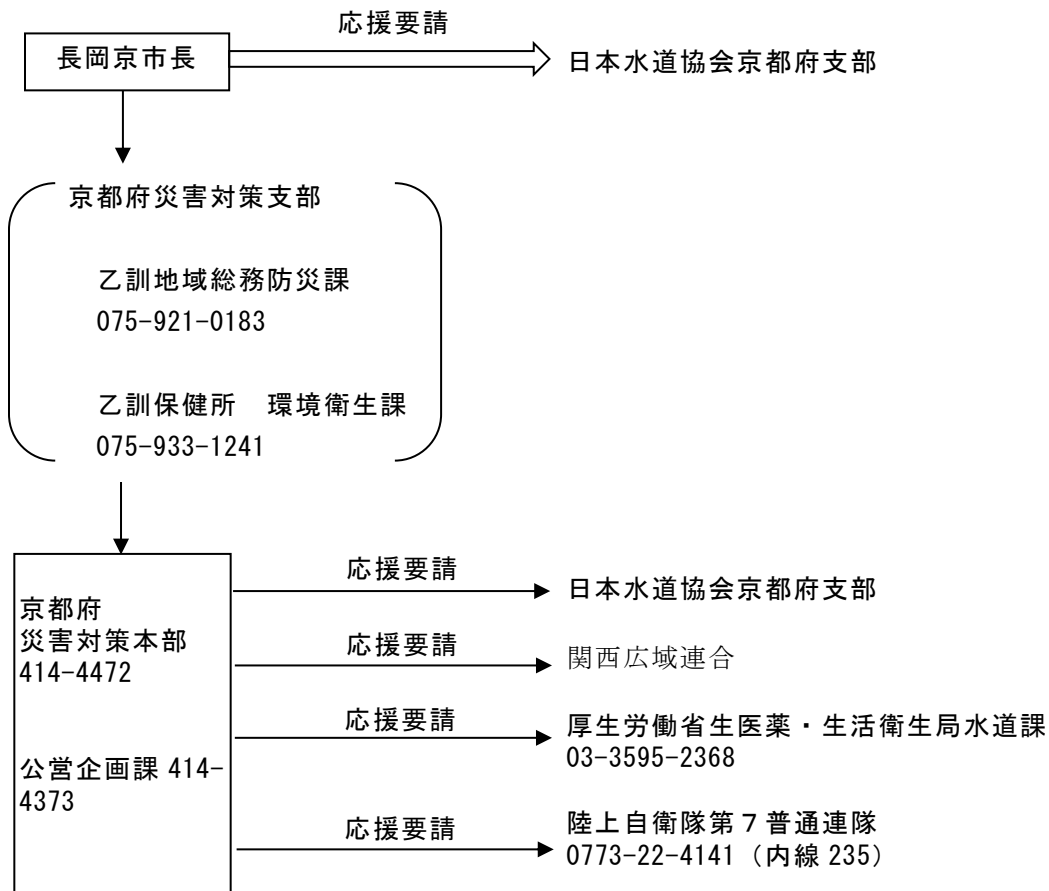 応援要請
長岡京市長
日本水道協会京都府支部
京都府災害対策支部
乙訓地域総務防災課
075-921-0183
乙訓保健所　環境衛生課
075-933-1241
応援要請
日本水道協会京都府支部
京都府
災害対策本部
414-4472
応援要請
関西広域連合
応援要請
厚生労働省生医薬・生活衛生局水道課
03-3595-2368
公営企画課 414-
4373
応援要請
陸上自衛隊第７普通連隊
0773-22-4141（内線 235）